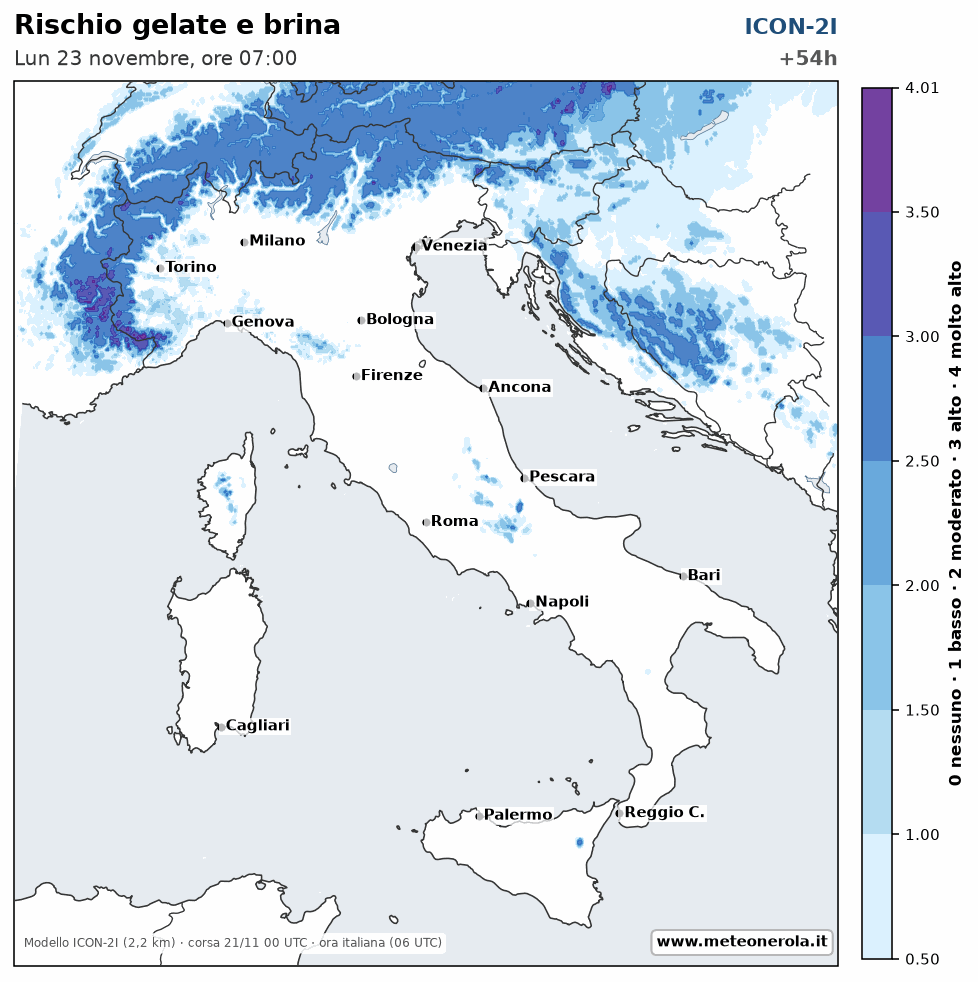 Rischio gelate e brina
ICON-2I
Lun 23 novembre, ore 07:00
+54h
4.01
3.50
3.00
2.50
2.00
1.50
1.00
0.50
0 nessuno · 1 basso · 2 moderato · 3 alto · 4 molto alto
Milano
Venezia
Torino
Genova
Bologna
Firenze
Ancona
Pescara
Roma
Bari
Napoli
Cagliari
Palermo
Reggio C.
Modello ICON-2I (2,2 km) · corsa 21/11 00 UTC · ora italiana (06 UTC)
www.meteonerola.it